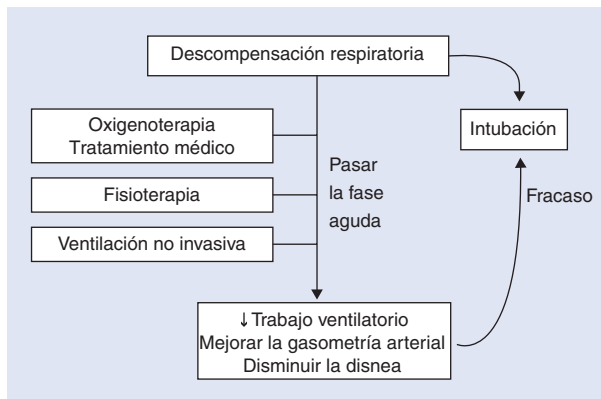 Descompensación respiratoria
Oxigenoterapia
Tratamiento médico
Intubación
Pasar
la fase
aguda
Fisioterapia
Fracaso
Ventilación no invasiva
↓ Trabajo ventilatorio
Mejorar la gasometría arterial
Disminuir la disnea